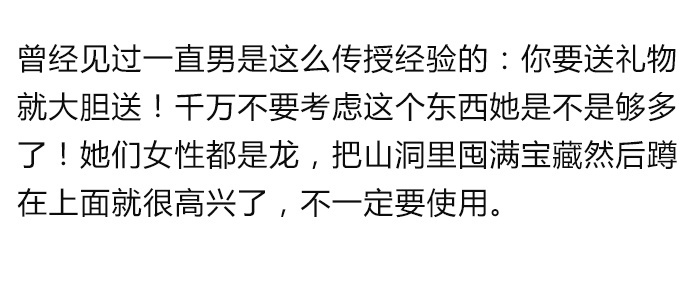 曾经见过一直男是这么传授经验的：你要送礼物
就大胆送！千万不要考虑这个东西她是不是够多
了！她们女性都是龙，把山洞里囤满宝藏然后蹲
在上面就很高兴了，不一定要使用。